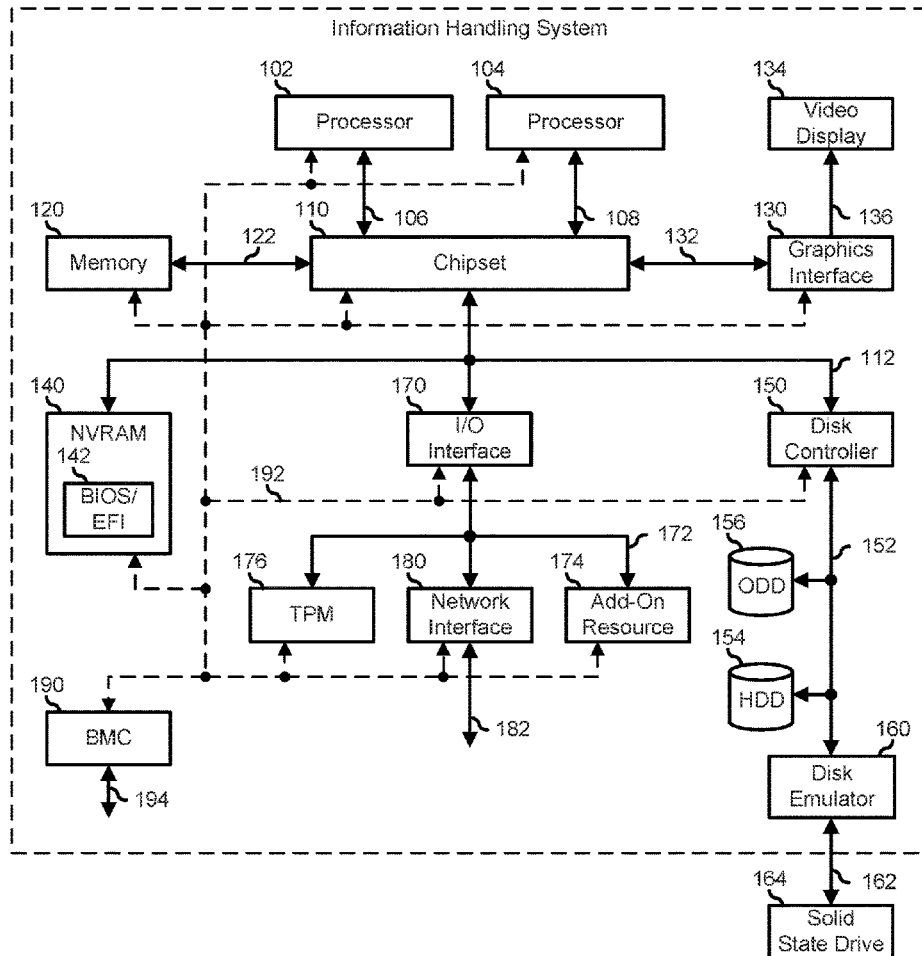 Information Handling System
102
104
134
Processor
Processor
Video
Display
120
122
110
106
108
132
130
136
Memory
Chipset
Graphics
Interface
112
140
170
150
NVRAM
I/O
Interface
Disk
Controller
142
BIOS/
EFI
192
156
152
176
180
174
172
ODD
TPM
Network
Interface
Add-On
Resource
154
190
HDD
BMC
182
160
194
Disk
Emulator
162
164
Solid
State Drive